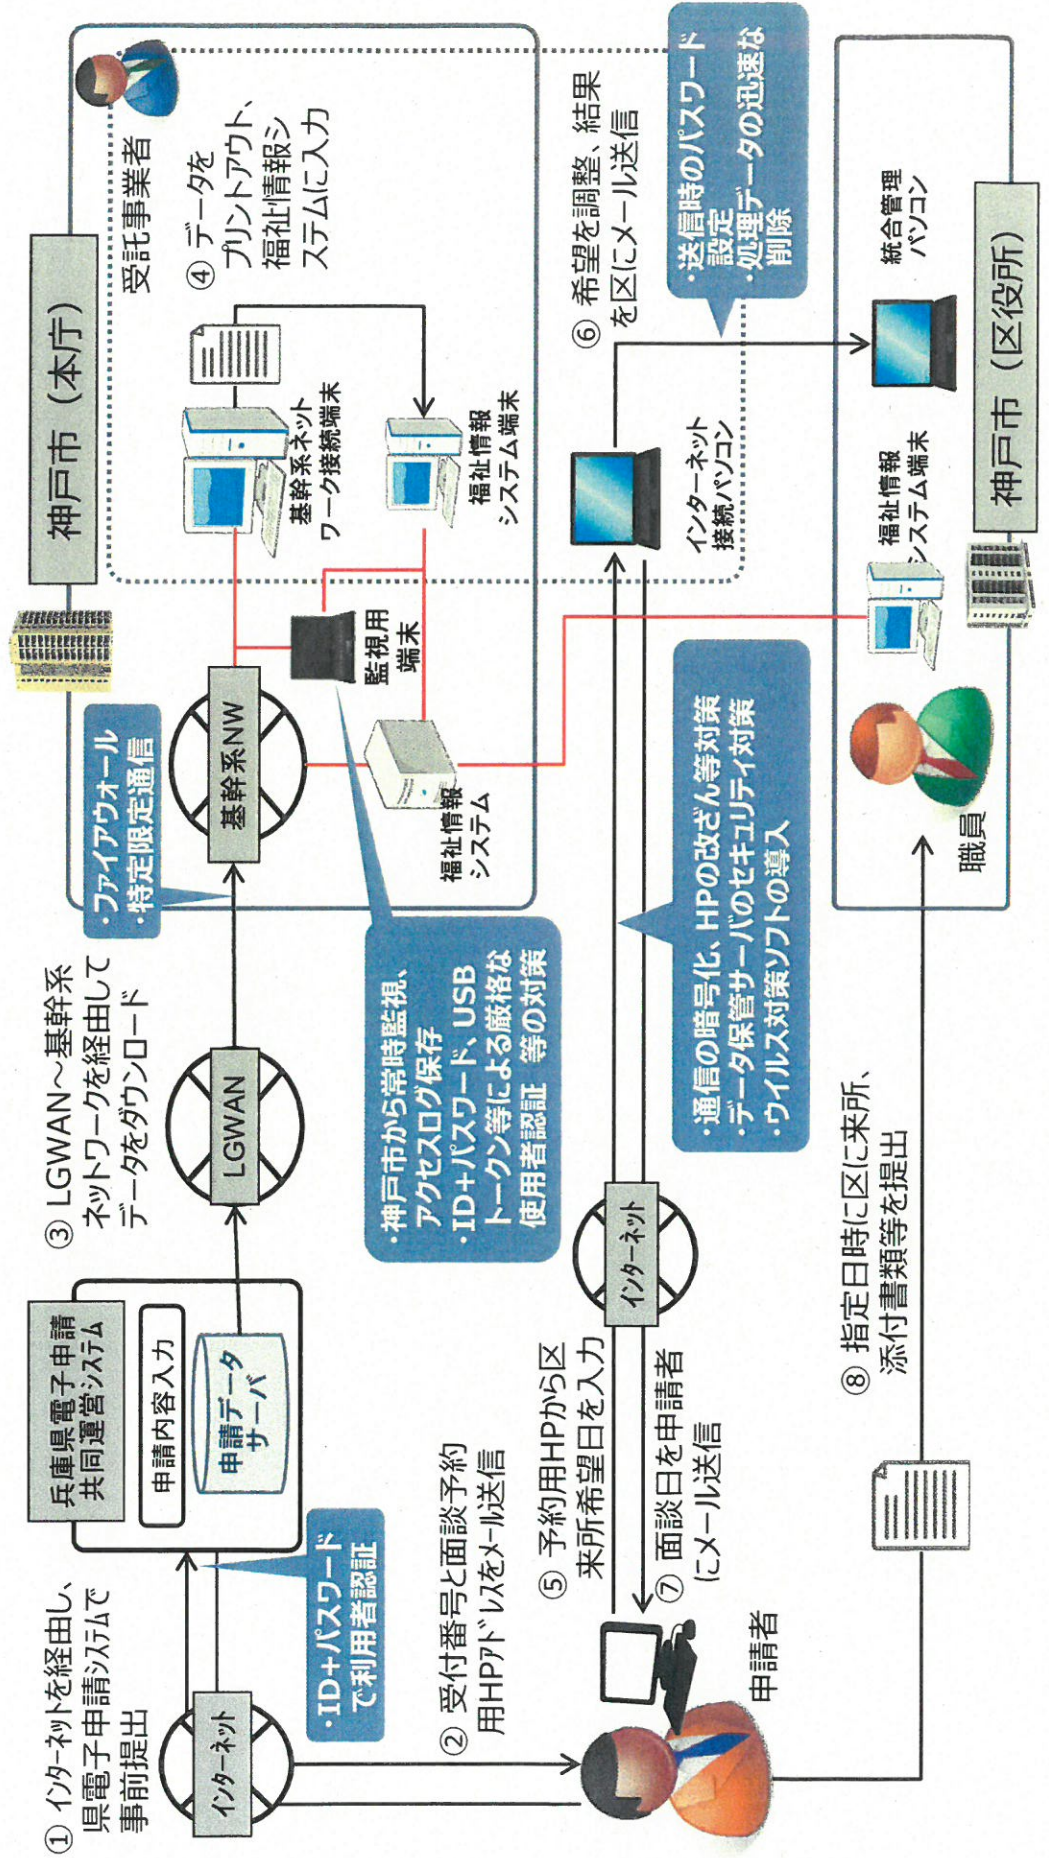 ① インターネットを経由し、
県電子申請システムで
事前提出
インターネット
・ID+パスワード
で利用者認証
兵庫県電子申請
共同運営システム
申請内容入力
申請データ
サーバ
③ LGWAN～基幹系
ネットワークを経由して
データをダウンロード
LGWAN
・ファイアウォール
・特定限定通信
基幹系NW
神戸市（本庁）
受託事業者
④ データを
プリントアウト、
福祉情報シ
ステムに入力
基幹系ネット
ワーク接続端末
監視用
端末
福祉情報
システム端末
福祉情報
システム
・神戸市から常時監視、
アクセスログ保存
・ID+パスワード、USB
トークン等による厳格な
使用者認証 等の対策
② 受付番号と面談予約
用HPアドレスをメール送信
⑤ 予約用HPから区
来所希望日を入力
⑦ 面談日を申請者
にメール送信
申請者
インターネット
・通信の暗号化、HPの改ざん等対策
・データ保管サーバのセキュリティ対策
・ウイルス対策ソフトの導入
インターネット
接続パソコン
⑥ 希望を調整、結果
を区にメール送信
・送信時のパスワード
設定
・処理データの迅速な
削除
⑧ 指定日時に区に来所、
添付書類等を提出
職員
福祉情報
システム端末
統合管理
パソコン
神戸市（区役所）